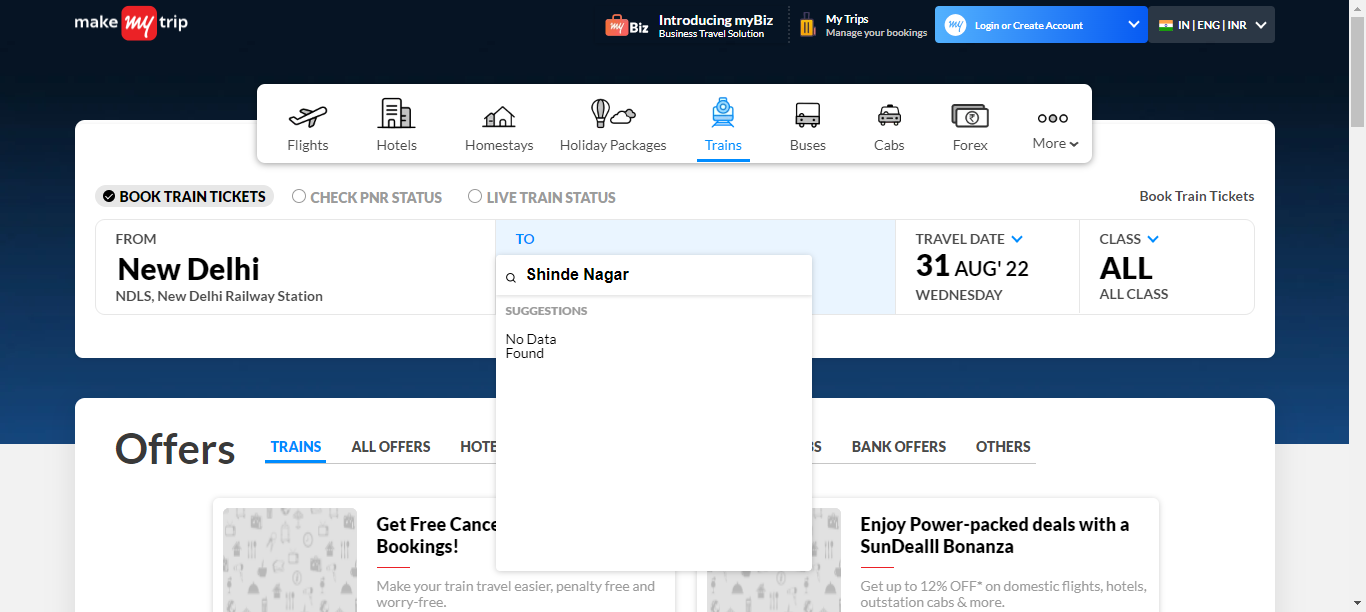 make my trip
my Biz
Introducing myBiz
Business Travel Solution
My Trips
Manage your bookings
my
Login or Create Account
IN | ENG | INR
Flights
Hotels
Homestays
Holiday Packages
Trains
Buses
Cabs
Forex
More
BOOK TRAIN TICKETS
CHECK PNR STATUS
LIVE TRAIN STATUS
Book Train Tickets
FROM
New Delhi
NDLS, New Delhi Railway Station
TO
Shinde Nagar
SUGGESTIONS
No Data
Found
TRAVEL DATE
31 AUG' 22
WEDNESDAY
CLASS
ALL
ALL CLASS
Offers
TRAINS
ALL OFFERS
HOTE
BS
BANK OFFERS
OTHERS
Get Free Cance
Bookings!
Make your train travel easier, penalty free and
worry-free.
Enjoy Power-packed deals with a
SunDealll Bonanza
Get up to 12% OFF* on domestic flights, hotels,
outstation cabs & more.